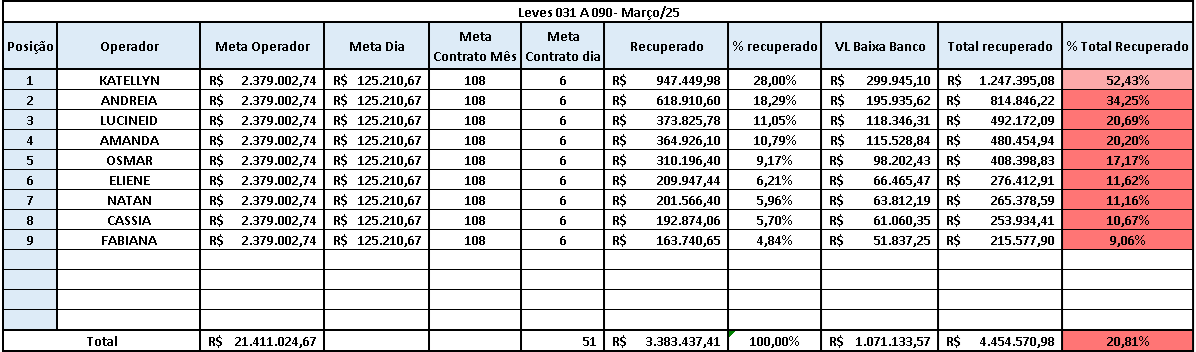 Leves 031 A 090- Março/25
Posição Operador Meta Operador Meta Dia Meta Contrato Mês Meta Contrato dia Recuperado % recuperado VL Baixa Banco Total recuperado % Total Recuperado
1 KATELLYN R$ 2.379.002,74 R$ 125.210,67 108 6 R$ 947.449,98 28,00% R$ 299.945,10 R$ 1.247.395,08 52,43%
2 ANDREIA R$ 2.379.002,74 R$ 125.210,67 108 6 R$ 618.910,60 18,29% R$ 195.935,62 R$ 814.846,22 34,25%
3 LUCINEID R$ 2.379.002,74 R$ 125.210,67 108 6 R$ 373.825,78 11,05% R$ 118.346,31 R$ 492.172,09 20,69%
4 AMANDA R$ 2.379.002,74 R$ 125.210,67 108 6 R$ 364.926,10 10,79% R$ 115.528,84 R$ 480.454,94 20,20%
5 OSMAR R$ 2.379.002,74 R$ 125.210,67 108 6 R$ 310.196,40 9,17% R$ 98.202,43 R$ 408.398,83 17,17%
6 ELIENE R$ 2.379.002,74 R$ 125.210,67 108 6 R$ 209.947,44 6,21% R$ 66.465,47 R$ 276.412,91 11,62%
7 NATAN R$ 2.379.002,74 R$ 125.210,67 108 6 R$ 201.566,40 5,96% R$ 63.812,19 R$ 265.378,59 11,16%
8 CASSIA R$ 2.379.002,74 R$ 125.210,67 108 6 R$ 192.874,06 5,70% R$ 61.060,35 R$ 253.934,41 10,67%
9 FABIANA R$ 2.379.002,74 R$ 125.210,67 108 6 R$ 163.740,65 4,84% R$ 51.837,25 R$ 215.577,90 9,06%
Total R$ 21.411.024,67 51 R$ 3.383.437,41 100,00% R$ 1.071.133,57 R$ 4.454.570,98 20,81%